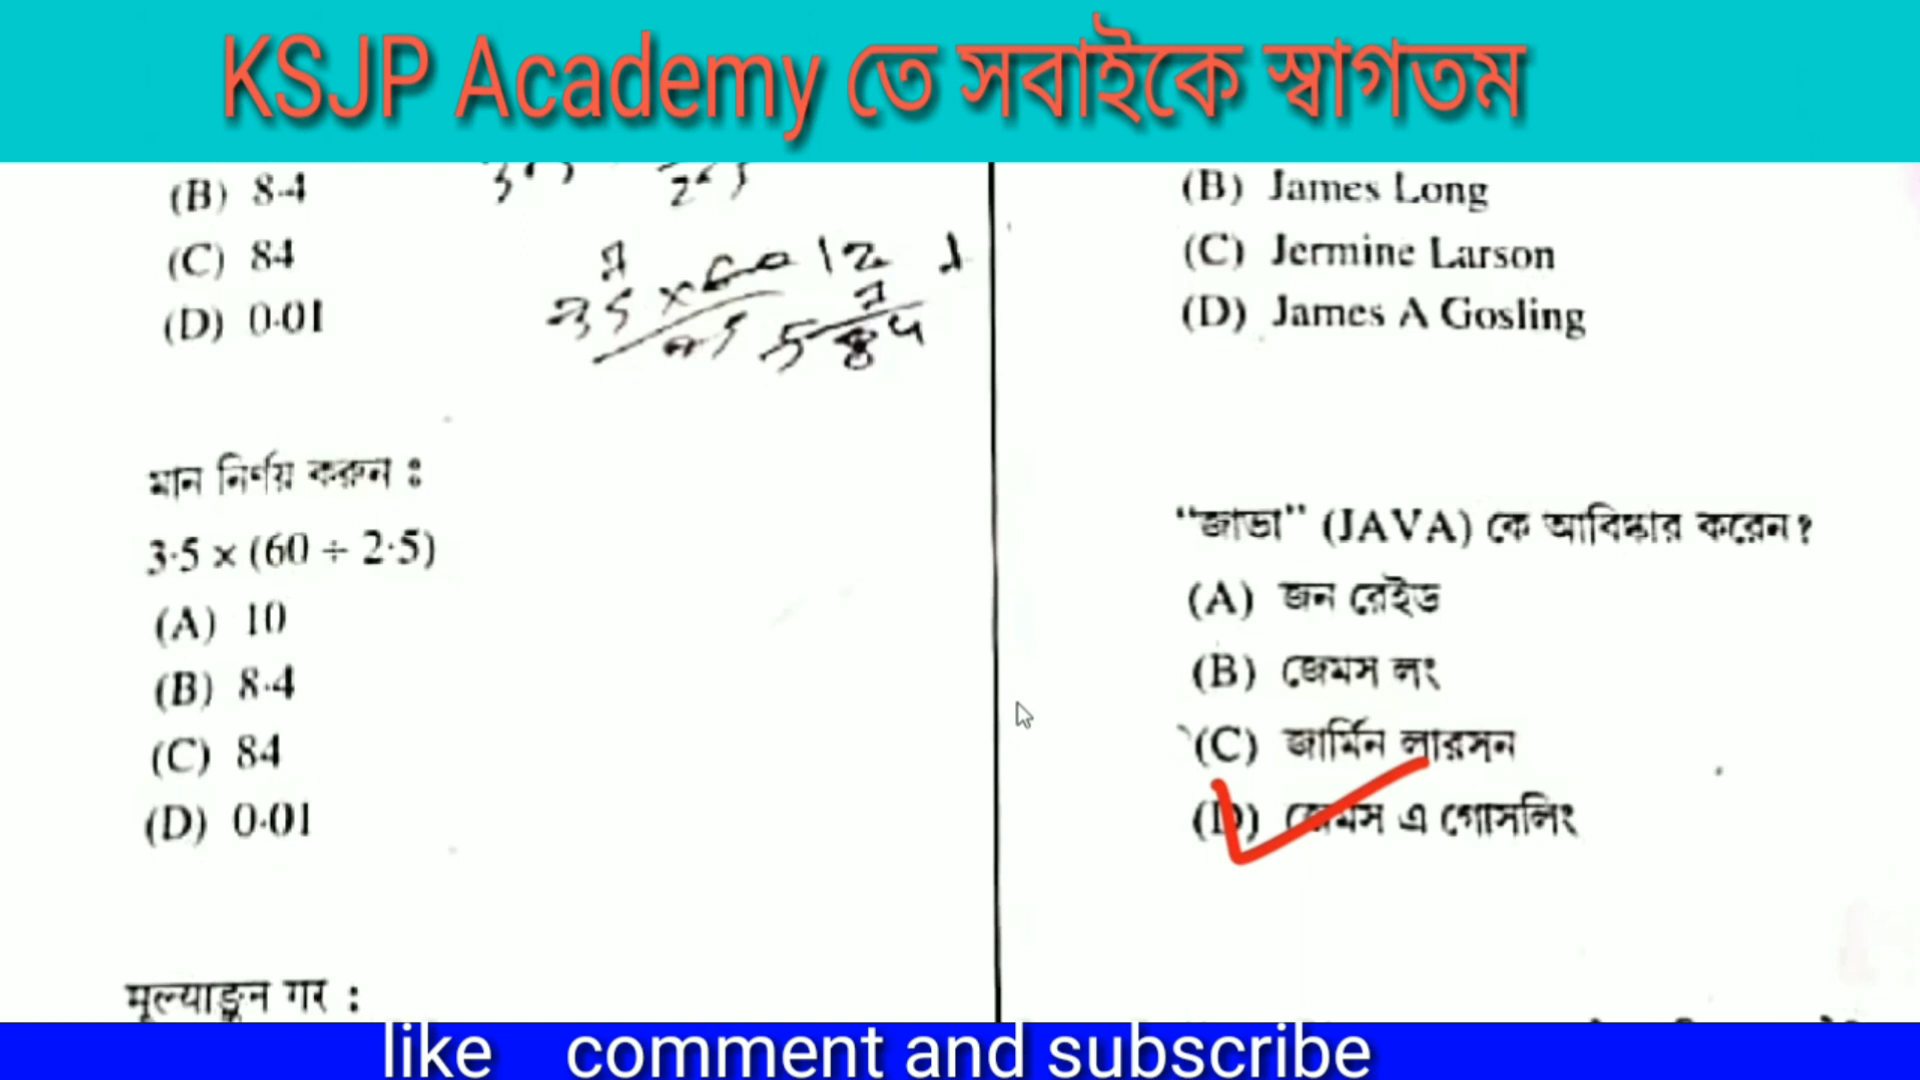 KSJP Academy তে সবাইকে স্বাগতম
(B) 8·4
(C) 84
(D) 0·01
মান নির্ণয় করুন ঃ
3·5 × (60 ÷ 2·5)
(A) 10
(B) 8·4
(C) 84
(D) 0·01
मूल्याङ्कन गर :
(B) James Long
(C) Jermine Larson
(D) James A Gosling
“জাভা” (JAVA) কে আবিষ্কার করেন?
(A) জন রেইড
(B) জেমস লং
(C) জার্মিন লারসন
(D) জেমস এ গোসলিং
like comment and subscribe